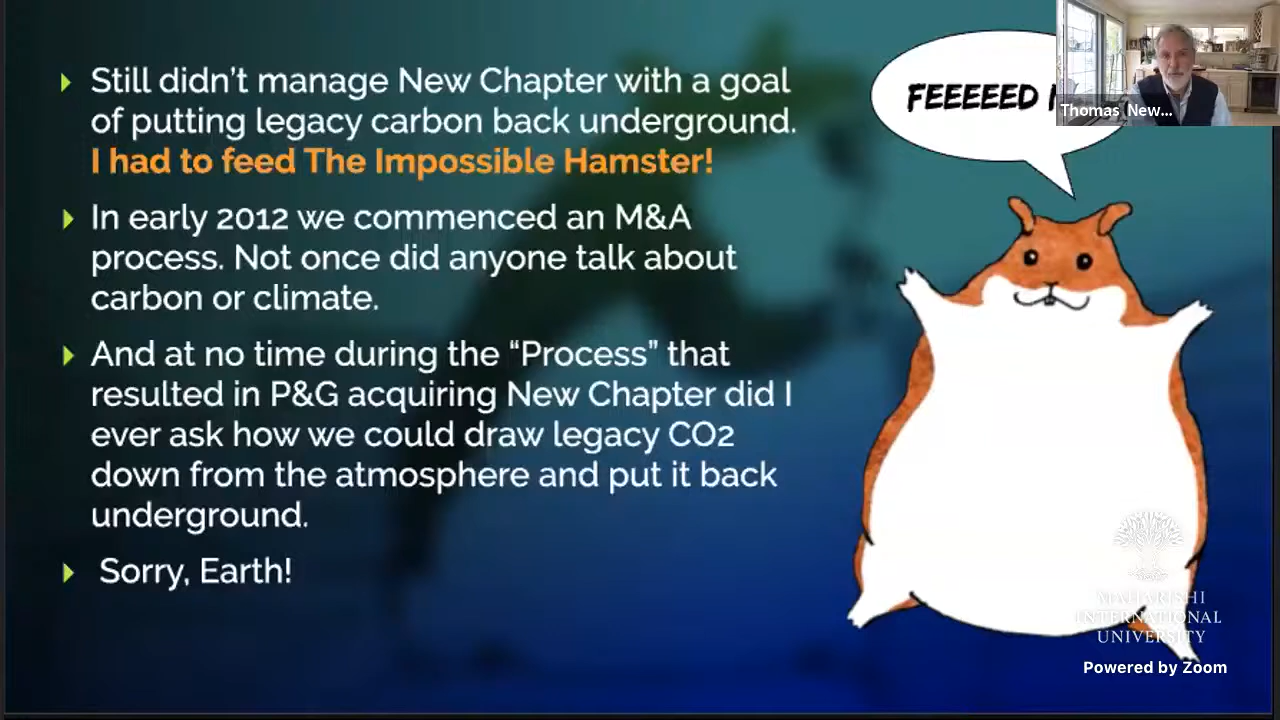 Still didn’t manage New Chapter with a goal
of putting legacy carbon back underground.
I had to feed The Impossible Hamster!
In early 2012 we commenced an M&A
process. Not once did anyone talk about
carbon or climate.
And at no time during the “Process” that
resulted in P&G acquiring New Chapter did I
ever ask how we could draw legacy CO2
down from the atmosphere and put it back
underground.
Sorry, Earth!
FEEEEED
Thomas New...
MAHARISHI
INTERNATIONAL
UNIVERSITY
Powered by Zoom